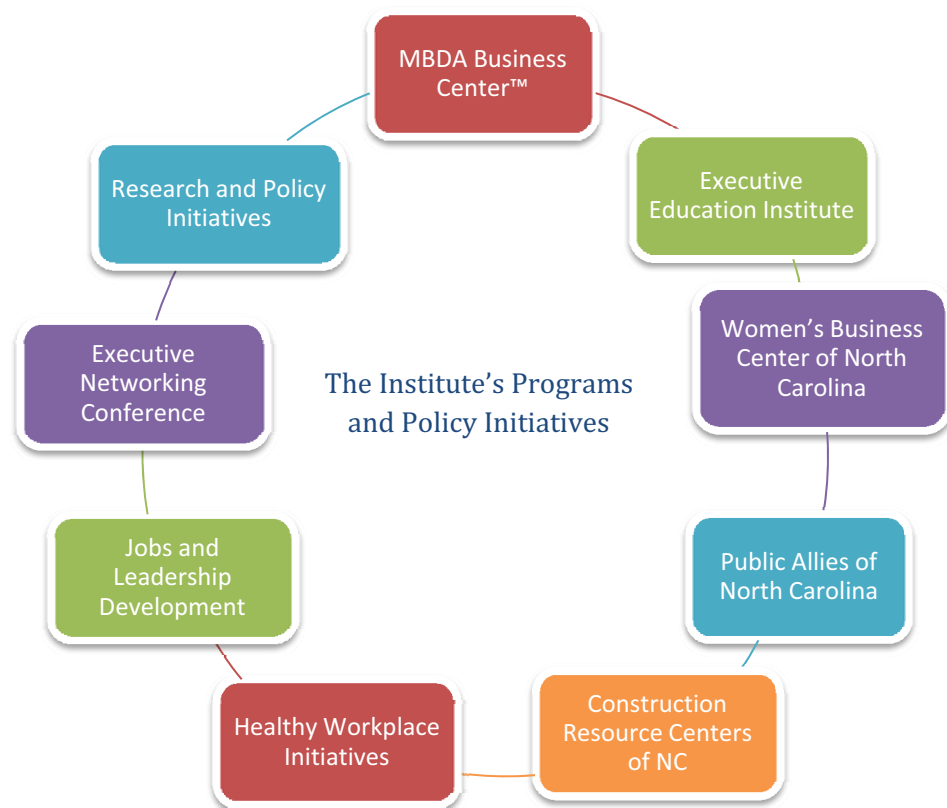 MBDA Business
Center™
Executive
Education Institute
Women’s Business
Center of North
Carolina
Public Allies of
North Carolina
Construction
Resource Centers
of NC
Healthy Workplace
Initiatives
Jobs and
Leadership
Development
Executive
Networking
Conference
Research and Policy
Initiatives
The Institute’s Programs
and Policy Initiatives